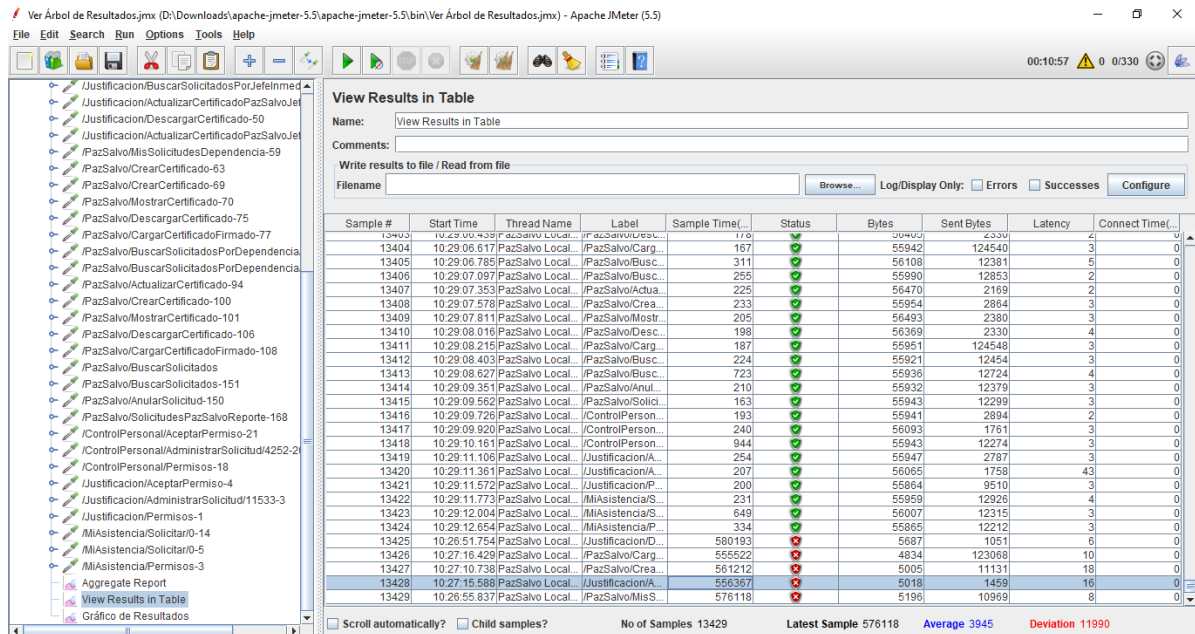 Ver Árbol de Resultados.jmx (D:\Downloads\apache-jmeter-5.5\apache-jmeter-5.5\bin\Ver Árbol de Resultados.jmx) - Apache JMeter (5.5)
File Edit Search Run Options Tools Help
00:10:57 0 0/330
/Justificacion/BuscarSolicitadosPorJefeInmed
/Justificacion/ActualizarCertificadoPazSalvoJef
/Justificacion/DescargarCertificado-50
/Justificacion/ActualizarCertificadoPazSalvoJef
/PazSalvo/MisSolicitudesDependencia-59
/PazSalvo/CrearCertificado-63
/PazSalvo/CrearCertificado-69
/PazSalvo/MostrarCertificado-70
/PazSalvo/DescargarCertificado-75
/PazSalvo/CargarCertificadoFirmado-77
/PazSalvo/BuscarSolicitadosPorDependencia
/PazSalvo/BuscarSolicitadosPorDependencia
/PazSalvo/ActualizarCertificado-94
/PazSalvo/CrearCertificado-100
/PazSalvo/MostrarCertificado-101
/PazSalvo/DescargarCertificado-106
/PazSalvo/CargarCertificadoFirmado-108
/PazSalvo/BuscarSolicitados
/PazSalvo/BuscarSolicitados-151
/PazSalvo/AnularSolicitud-150
/PazSalvo/SolicitudesPazSalvoReporte-168
/ControlPersonal/AceptarPermiso-21
/ControlPersonal/AdministrarSolicitud/4252-2
/ControlPersonal/Permisos-18
/Justificacion/AceptarPermiso-4
/Justificacion/AdministrarSolicitud/11533-3
/Justificacion/Permisos-1
/MiAsistencia/Solicitar/0-14
/MiAsistencia/Solicitar/0-5
/MiAsistencia/Permisos-3
Aggregate Report
View Results in Table
Gráfico de Resultados
View Results in Table
Name: View Results in Table
Comments:
Write results to file / Read from file
Filename Browse... Log/Display Only: Errors Successes Configure
Sample # Start Time Thread Name Label Sample Time(... Status Bytes Sent Bytes Latency Connect Time(...
13403 10:29:06.439 PazSalvo Local... /PazSalvo/Desc... 178 56405 2330 2 0
13404 10:29:06.617 PazSalvo Local... /PazSalvo/Carg... 167 55942 124540 3 0
13405 10:29:06.785 PazSalvo Local... /PazSalvo/Busc... 311 56108 12381 5 0
13406 10:29:07.097 PazSalvo Local... /PazSalvo/Busc... 255 55990 12853 2 0
13407 10:29:07.353 PazSalvo Local... /PazSalvo/Actua... 225 56470 2169 2 0
13408 10:29:07.578 PazSalvo Local... /PazSalvo/Crea... 233 55954 2864 3 0
13409 10:29:07.811 PazSalvo Local... /PazSalvo/Mostr... 205 56493 2380 3 0
13410 10:29:08.016 PazSalvo Local... /PazSalvo/Desc... 198 56369 2330 4 0
13411 10:29:08.215 PazSalvo Local... /PazSalvo/Carg... 187 55951 124548 3 0
13412 10:29:08.403 PazSalvo Local... /PazSalvo/Busc... 224 55921 12454 3 0
13413 10:29:08.627 PazSalvo Local... /PazSalvo/Busc... 723 55936 12724 4 0
13414 10:29:09.351 PazSalvo Local... /PazSalvo/Anul... 210 55932 12379 3 0
13415 10:29:09.562 PazSalvo Local... /PazSalvo/Solici... 163 55943 12299 3 0
13416 10:29:09.726 PazSalvo Local... /ControlPerson... 193 55941 2894 2 0
13417 10:29:09.920 PazSalvo Local... /ControlPerson... 240 56093 1761 3 0
13418 10:29:10.161 PazSalvo Local... /ControlPerson... 944 55943 12274 3 0
13419 10:29:11.106 PazSalvo Local... /Justificacion/A... 254 55947 2787 3 0
13420 10:29:11.361 PazSalvo Local... /Justificacion/A... 207 56065 1758 43 0
13421 10:29:11.572 PazSalvo Local... /Justificacion/P... 200 55864 9510 3 0
13422 10:29:11.773 PazSalvo Local... /MiAsistencia/S... 231 55959 12926 4 0
13423 10:29:12.004 PazSalvo Local... /MiAsistencia/S... 649 56007 12315 3 0
13424 10:29:12.654 PazSalvo Local... /MiAsistencia/P... 334 55865 12212 3 0
13425 10:26:51.754 PazSalvo Local... /Justificacion/D... 580193 5687 1051 6 0
13426 10:27:16.429 PazSalvo Local... /PazSalvo/Carg... 555522 4834 123068 10 0
13427 10:27:10.738 PazSalvo Local... /PazSalvo/Crea... 561212 5005 11131 18 0
13428 10:27:15.588 PazSalvo Local... /Justificacion/A... 556367 5018 1459 16 0
13429 10:26:55.837 PazSalvo Local... /PazSalvo/MisS... 576118 5196 10969 8 0
Scroll automatically? Child samples? No of Samples 13429 Latest Sample 576118 Average 3945 Deviation 11990